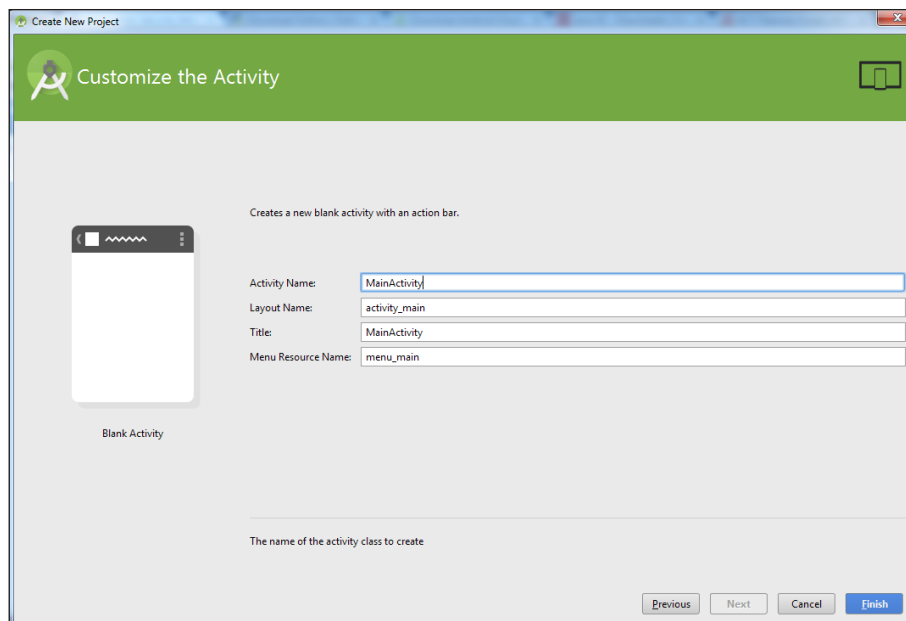 Create New Project
Customize the Activity
Creates a new blank activity with an action bar.
Activity Name: MainActivity
Layout Name: activity_main
Title: MainActivity
Menu Resource Name: menu_main
Blank Activity
The name of the activity class to create
Previous Next Cancel Finish